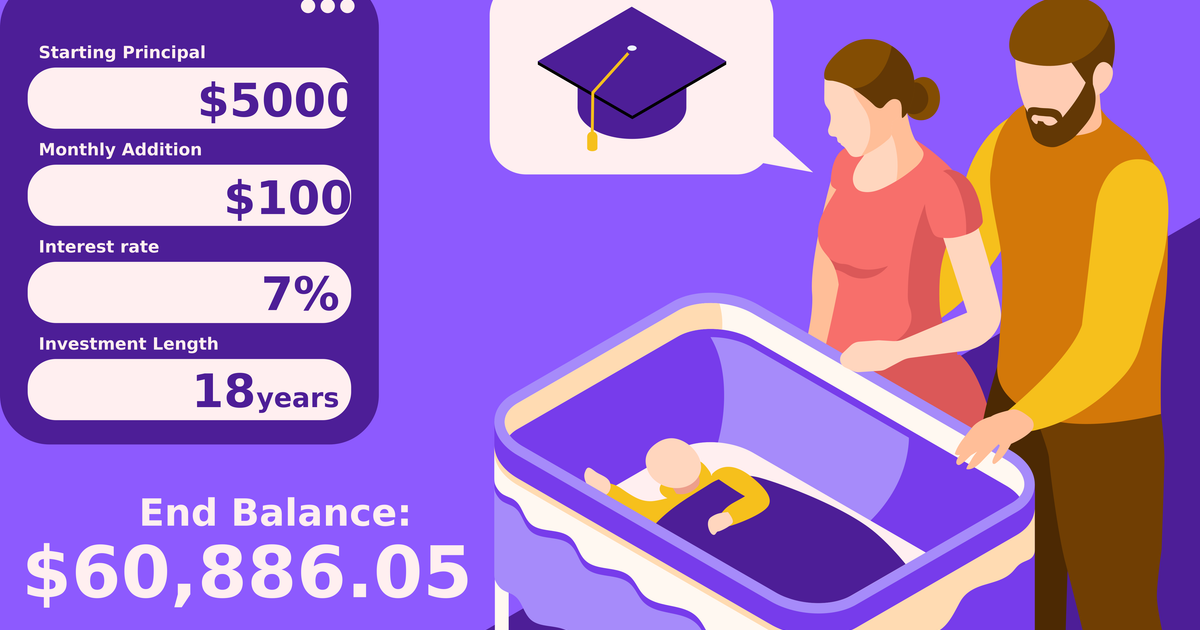 Starting Principal
$5000
Monthly Addition
$100
Interest rate
7%
Investment Length
18years
End Balance:
$60,886.05